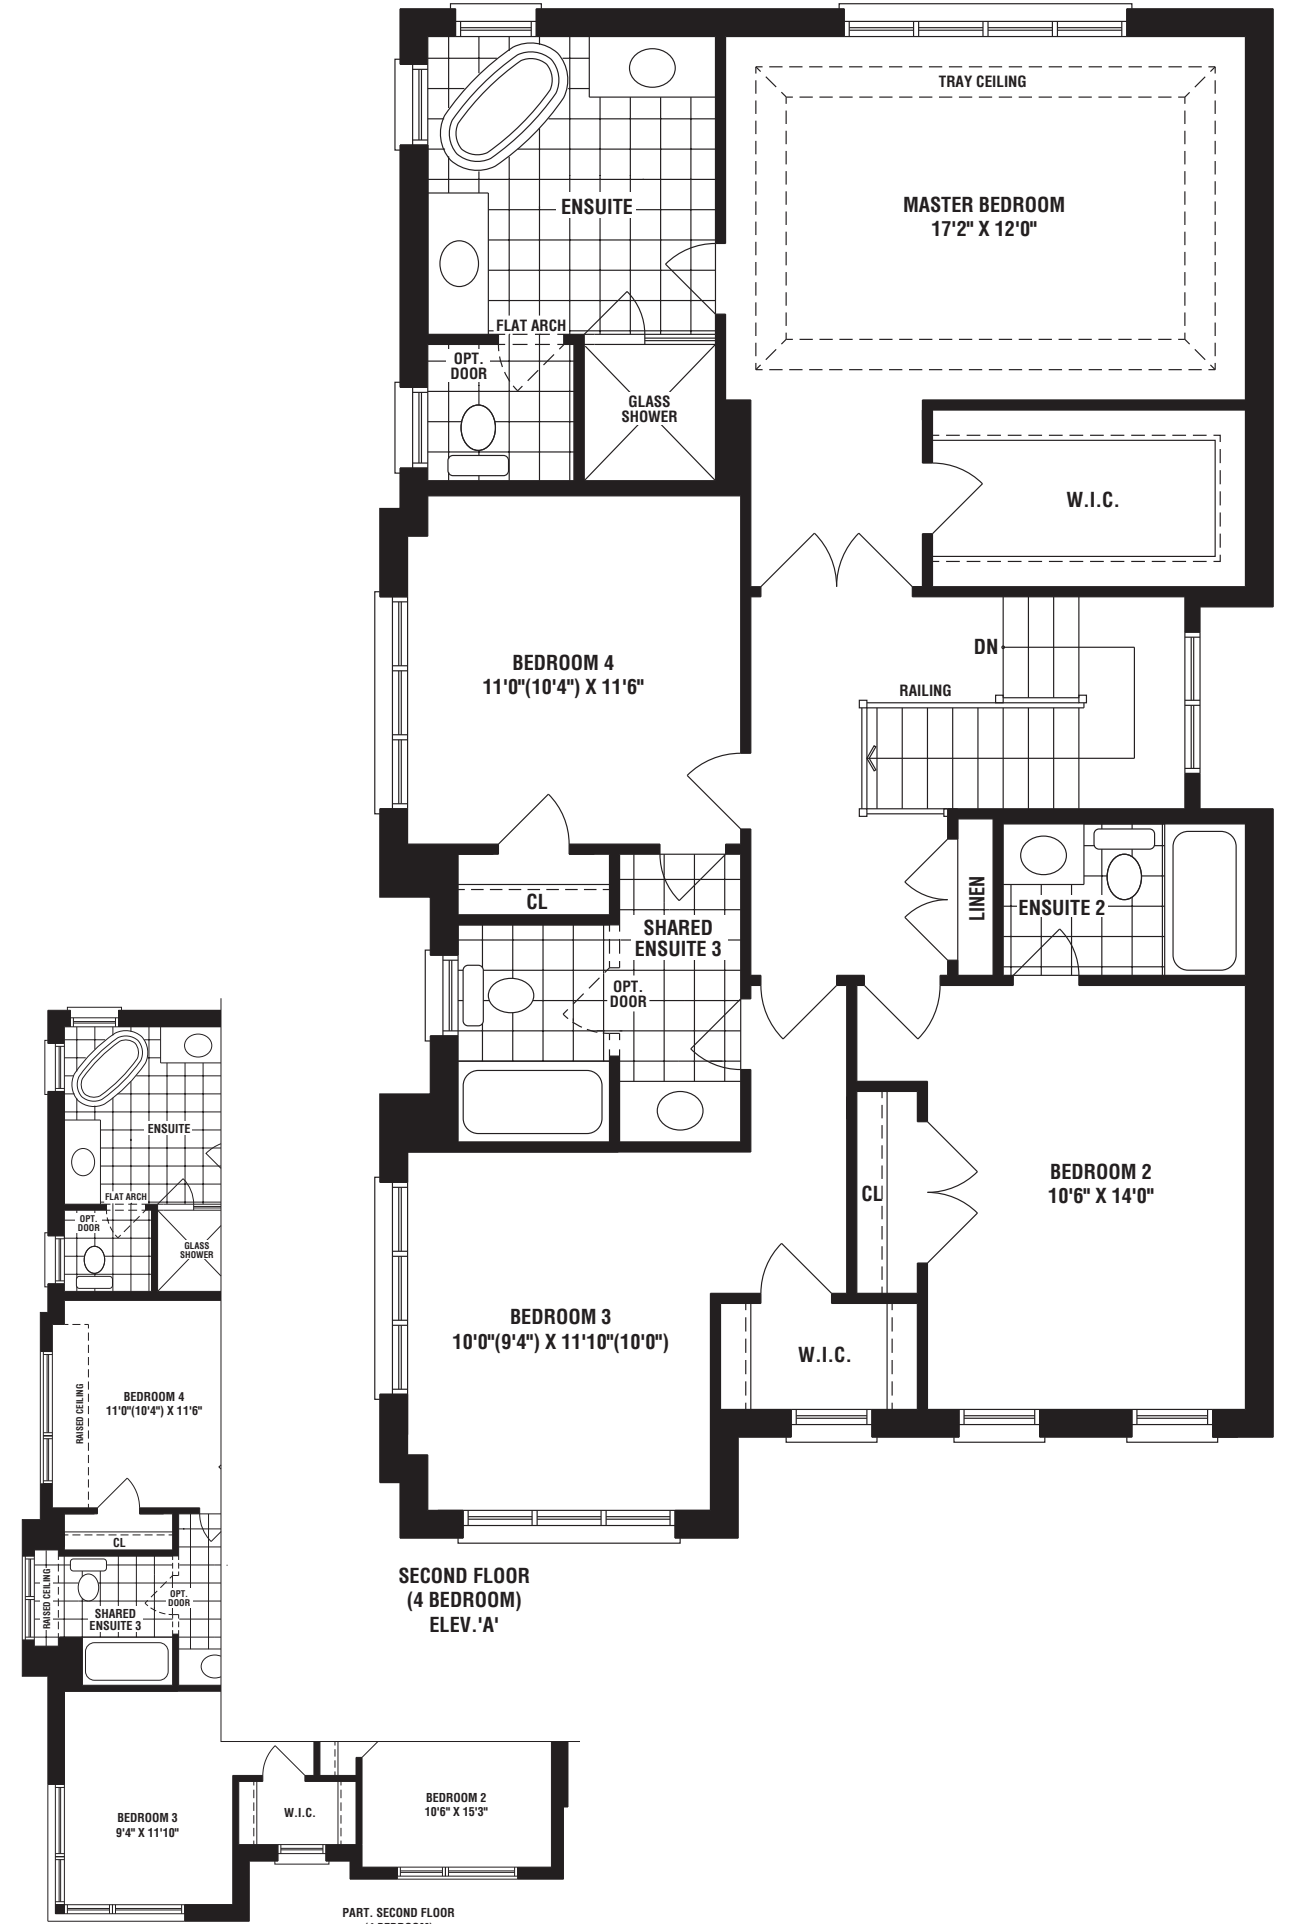 TRAY CEILING
MASTER BEDROOM
17'2" X 12'0"
ENSUITE
FLAT ARCH
OPT.
DOOR
GLASS
SHOWER
W.I.C.
BEDROOM 4
11'0"(10'4") X 11'6"
DN
RAILING
CL
SHARED
ENSUITE 3
OPT.
DOOR
LINEN
ENSUITE 2
BEDROOM 2
10'6" X 14'0"
CL
BEDROOM 3
10'0"(9'4") X 11'10"(10'0")
W.I.C.
SECOND FLOOR
(4 BEDROOM)
ELEV.'A'
ENSUITE
FLAT ARCH
OPT.
DOOR
GLASS
SHOWER
RAISED CEILING
BEDROOM 4
11'0"(10'4") X 11'6"
CL
RAISED CEILING
OPT.
DOOR
SHARED
ENSUITE 3
BEDROOM 3
9'4" X 11'10"
W.I.C.
BEDROOM 2
10'6" X 15'3"
PART. SECOND FLOOR